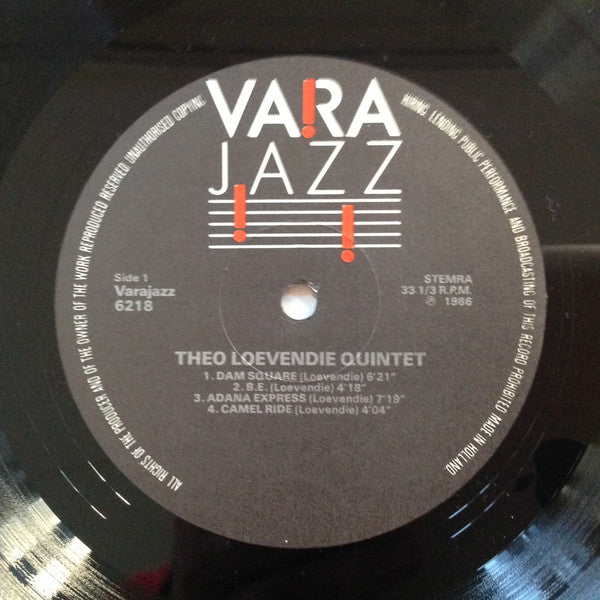 VARA
JAZZ
Side 1
Varajazz
6218
STEMRA
33 1/3 R.P.M.
℗ 1986
THEO LOEVENDIE QUINTET
1. DAM SQUARE (Loevendie) 6'21"
2. B.E. (Loevendie) 4'18"
3. ADANA EXPRESS (Loevendie) 7'19"
4. CAMEL RIDE (Loevendie) 4'04"
ALL RIGHTS OF THE PRODUCER AND OF THE OWNER OF THE WORK REPRODUCED RESERVED. UNAUTHORISED COPYING
HIRING LENDING PUBLIC PERFORMANCE AND BROADCASTING OF THIS RECORD PROHIBITED MADE IN HOLLAND.